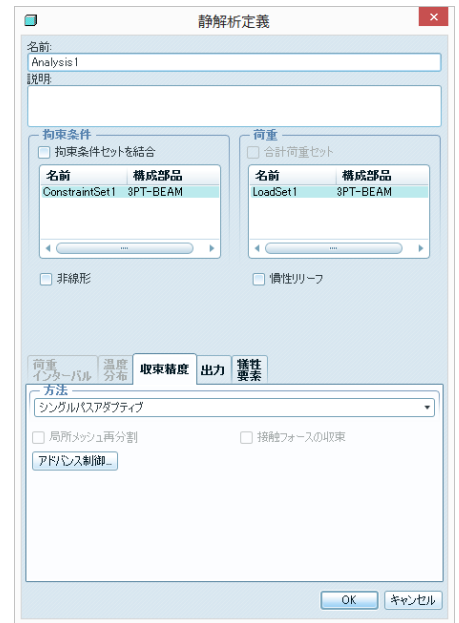 静解析定義
名前:
Analysis1
説明:
拘束条件
拘束条件セットを結合
名前 構成部品
ConstraintSet1 3PT-BEAM
非線形
荷重
合計荷重セット
名前 構成部品
LoadSet1 3PT-BEAM
慣性リリーフ
荷重
インターバル
温度
分布
収束精度
出力
犠牲
要素
方法
シングルパスアダプティブ
局所メッシュ再分割 接触フォースの収束
アドバンス制御...
OK キャンセル